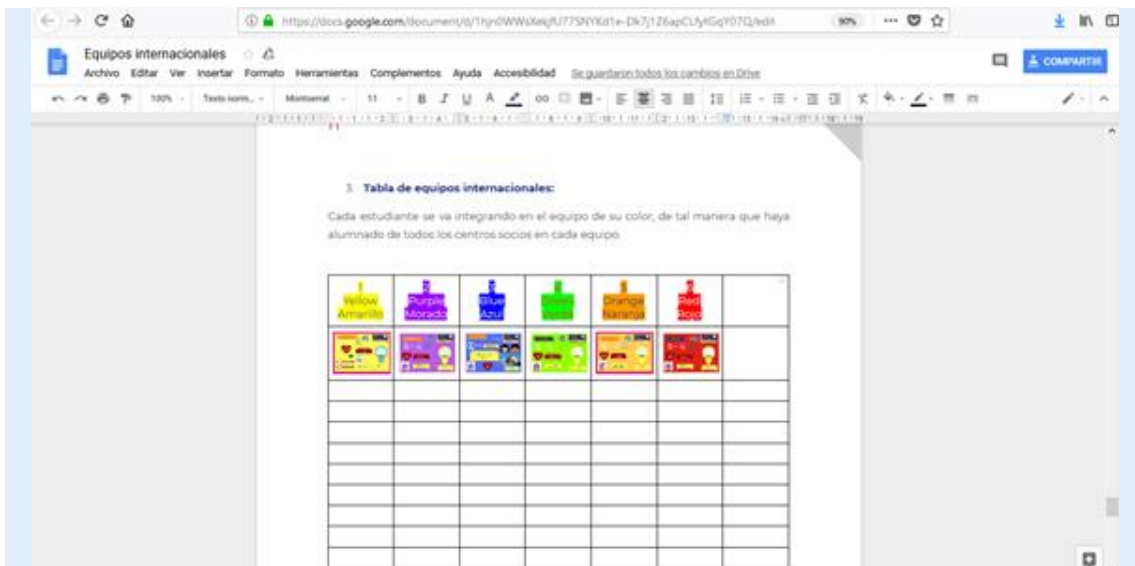 https://docs.google.com/document/d/
90%
Equipos internacionales
Archivo Editar Ver Insertar Formato Herramientas Complementos Ayuda Accesibilidad Se guardaron todos los cambios en Drive
COMPARTIR
100% Texto norm... Montserrat 11 B I U A
3. Tabla de equipos internacionales:
Cada estudiante se va integrando en el equipo de su color, de tal manera que haya
alumnado de todos los centros socios en cada equipo.
1 2 3 4 5 6
Yellow Purple Blue Green Orange Red
Amarillo Morado Azul Verde Naranja Rojo